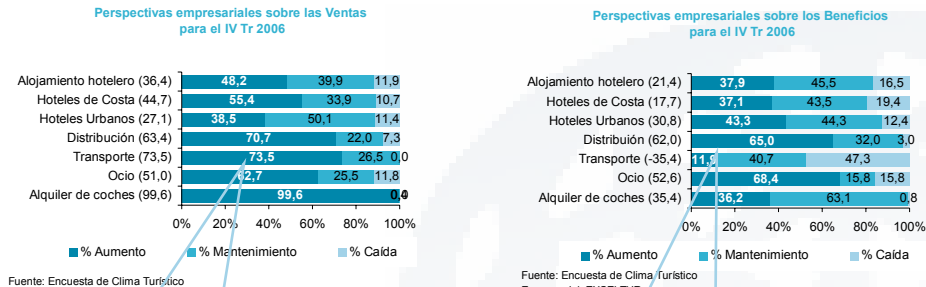 Perspectivas empresariales sobre las Ventas
para el IV Tr 2006
Alojamiento hotelero (36,4) 48,2 39,9 11,9
Hoteles de Costa (44,7) 55,4 33,9 10,7
Hoteles Urbanos (27,1) 38,5 50,1 11,4
Distribución (63,4) 70,7 22,0 7,3
Transporte (73,5) 73,5 26,5 0,0
Ocio (51,0) 62,7 25,5 11,8
Alquiler de coches (99,6) 99,6
0% 20% 40% 60% 80% 100%
% Aumento % Mantenimiento % Caída
Fuente: Encuesta de Clima Turístico
Perspectivas empresariales sobre los Beneficios
para el IV Tr 2006
Alojamiento hotelero (21,4) 37,9 45,5 16,5
Hoteles de Costa (17,7) 37,1 43,5 19,4
Hoteles Urbanos (30,8) 43,3 44,3 12,4
Distribuión (62,0) 65,0 32,0 3,0
Transporte (-35,4) 11,9 40,7 47,3
Ocio (52,6) 68,4 15,8 15,8
Alquiler de coches (35,4) 36,2 63,1 0,8
0% 20% 40% 60% 80% 100%
% Aumento % Mantenimiento % Caída
Fuente: Encuesta de Clima Turístico